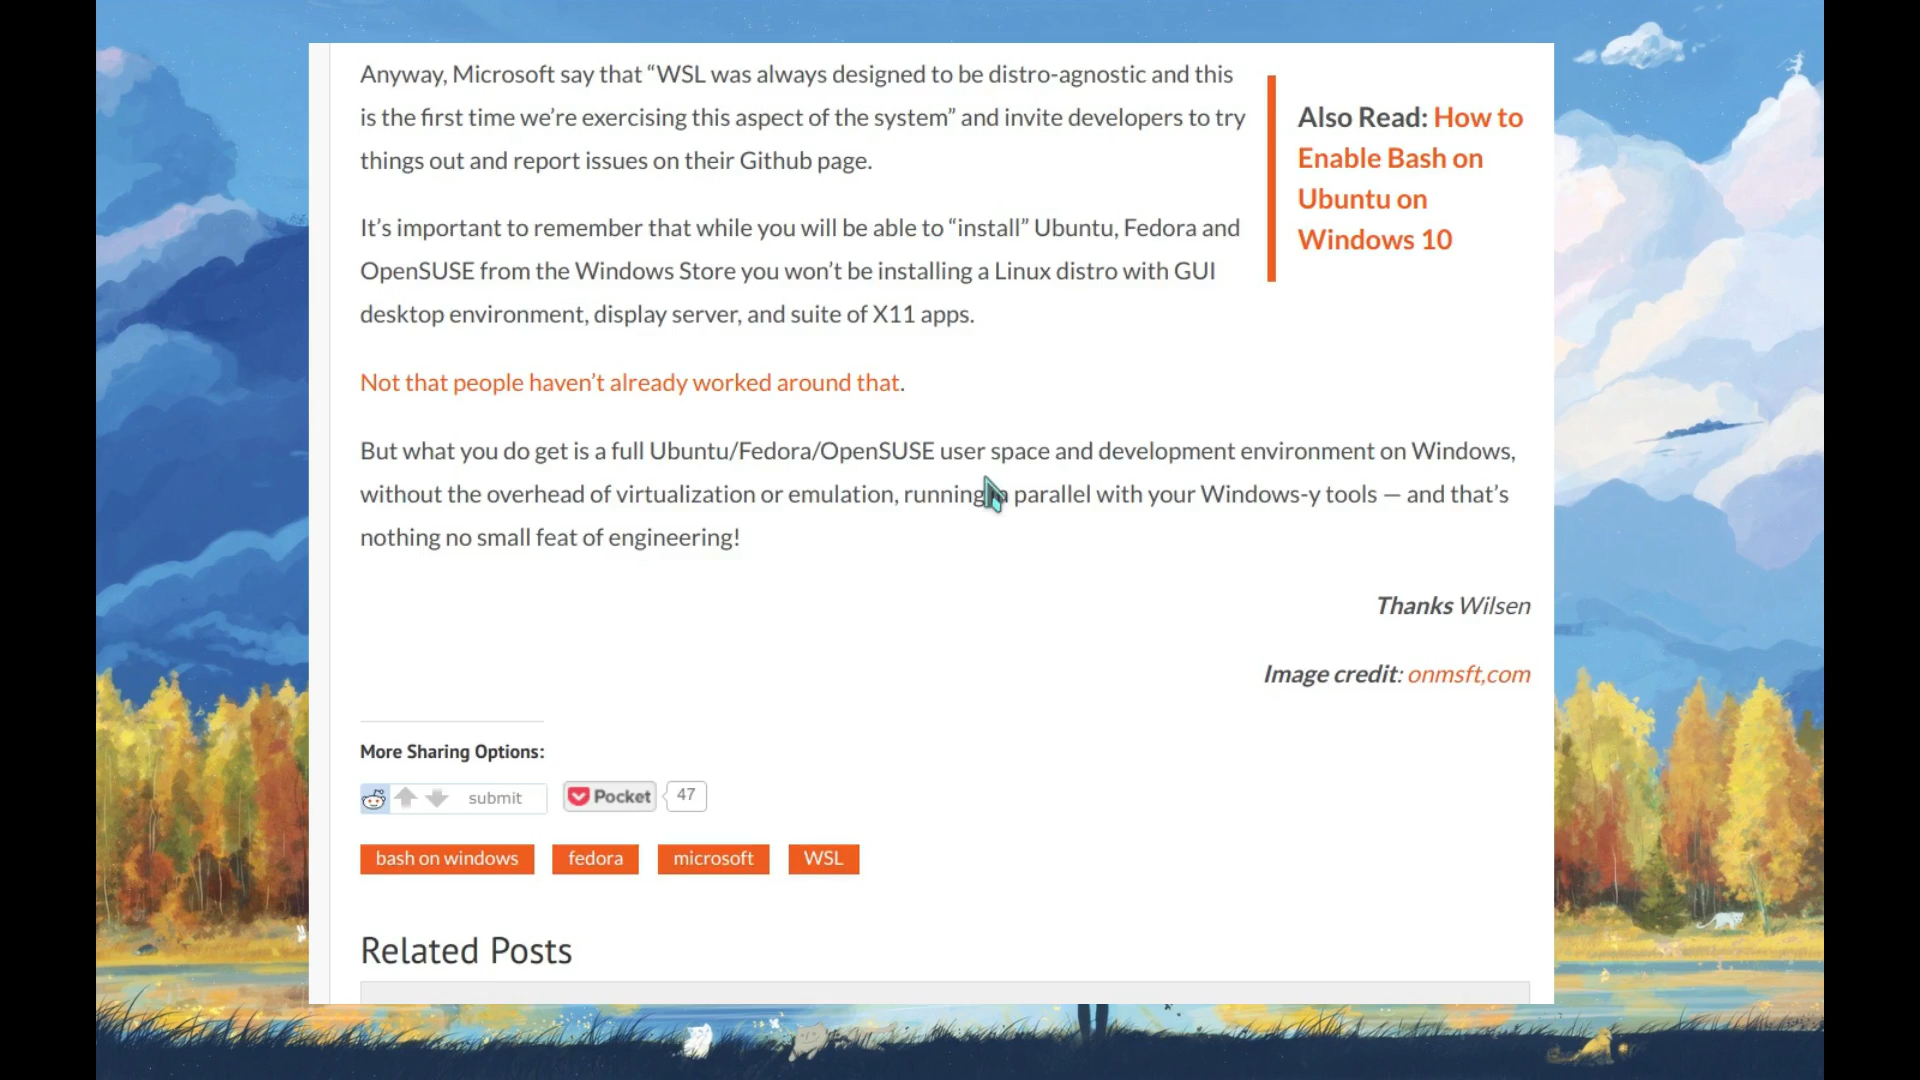 Anyway, Microsoft say that “WSL was always designed to be distro-agnostic and this
is the first time we’re exercising this aspect of the system” and invite developers to try
things out and report issues on their Github page.
Also Read: How to
Enable Bash on
Ubuntu on
Windows 10
It’s important to remember that while you will be able to “install” Ubuntu, Fedora and
OpenSUSE from the Windows Store you won’t be installing a Linux distro with GUI
desktop environment, display server, and suite of X11 apps.
Not that people haven’t already worked around that.
But what you do get is a full Ubuntu/Fedora/OpenSUSE user space and development environment on Windows,
without the overhead of virtualization or emulation, running parallel with your Windows-y tools — and that’s
nothing no small feat of engineering!
Thanks Wilsen
Image credit: onmsft,com
More Sharing Options:
submit Pocket 47
bash on windows fedora microsoft WSL
Related Posts